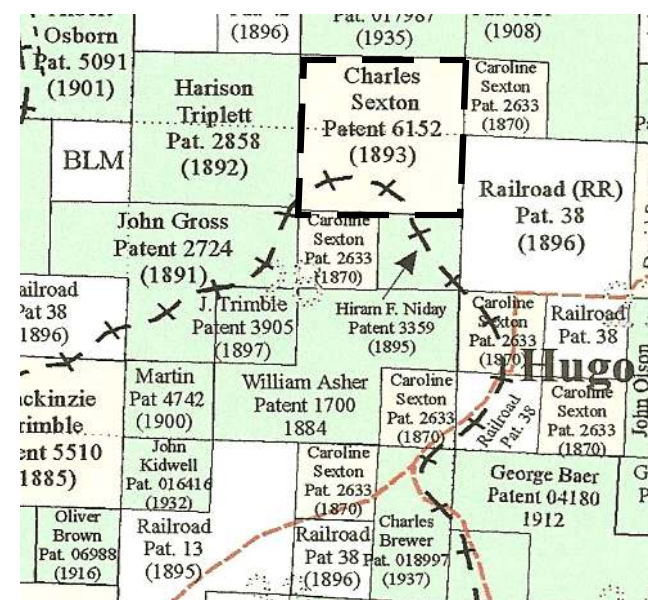 Osborn
Pat. 5091
(1901)
(1896)
Pat. 017987
(1935)
(1908)
Harison
Triplett
Pat. 2858
(1892)
Charles
Sexton
Patent 6152
(1893)
Caroline
Sexton
Pat. 2633
(1870)
BLM
Railroad (RR)
Pat. 38
(1896)
John Gross
Patent 2724
(1891)
Caroline
Sexton
Pat. 2633
(1870)
ailroad
Pat 38
1896)
J. Trimble
Patent 3905
(1897)
Hiram F. Niday
Patent 3359
(1895)
Caroline
Sexton
Pat. 2633
(1870)
Railroad
Pat. 38
Hugo
John Olson
ckinzie
rimble
ent 5510
1885)
Martin
Pat 4742
(1900)
William Asher
Patent 1700
1884
Caroline
Sexton
Pat. 2633
(1870)
Railroad
Pat. 38
Caroline
Sexton
Pat. 2633
(1870)
John
Kidwell
Pat. 016416
(1932)
Caroline
Sexton
Pat. 2633
(1870)
George Baer
Patent 04180
1912
Oliver
Brown
Pat. 06988
(1916)
Railroad
Pat. 13
(1895)
Railroad
Pat 38
(1896)
Charles
Brewer
Pat. 018997
(1937)